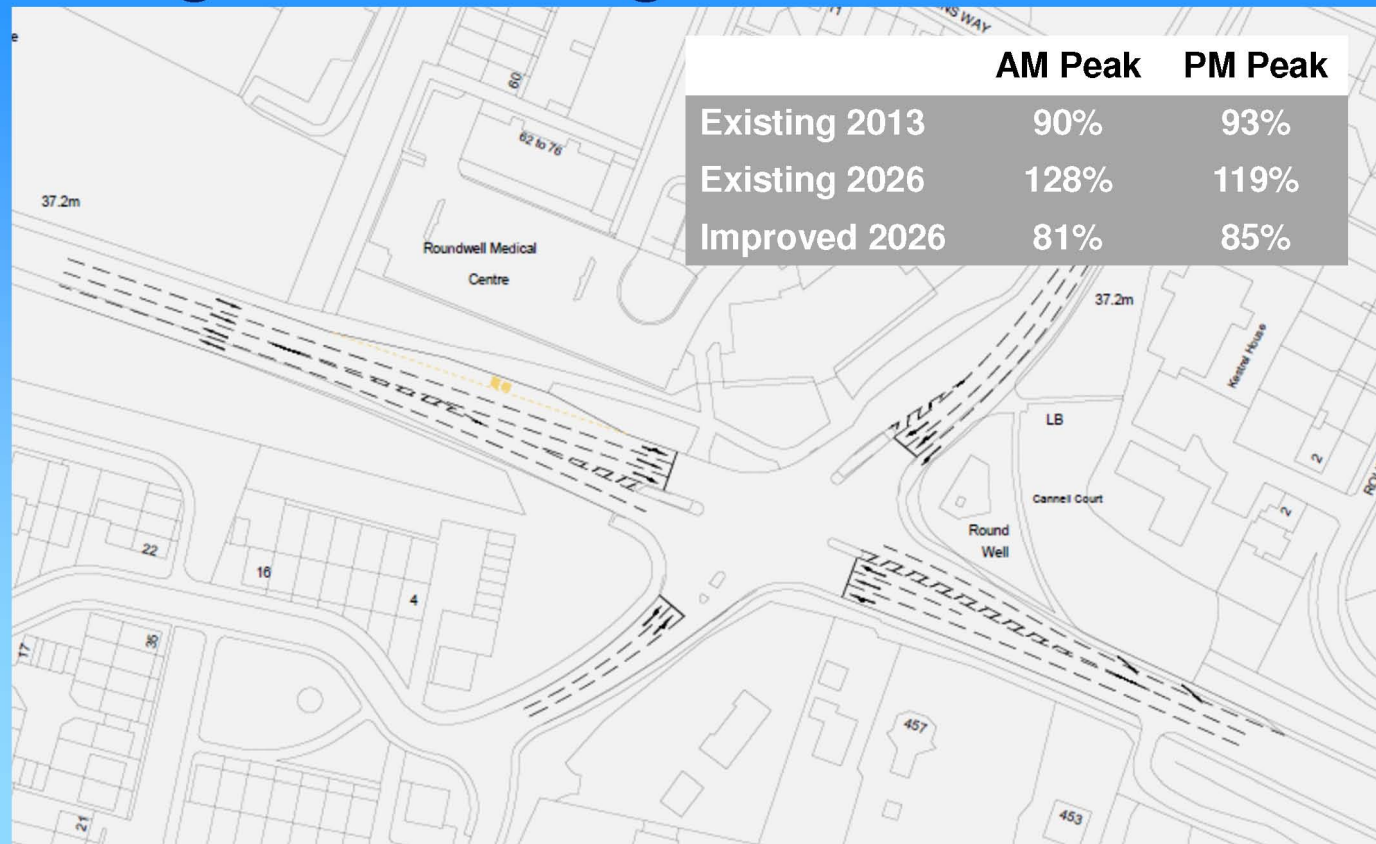 NS WAY
e
AM Peak PM Peak
Existing 2013 90% 93%
Existing 2026 128% 119%
Improved 2026 81% 85%
60
62 to 76
37.2m
Roundwell Medical
Centre
37.2m
Kestrel House
LB
Cannell Court
2
2
Round
Well
22
16
4
35
17
21
457
453